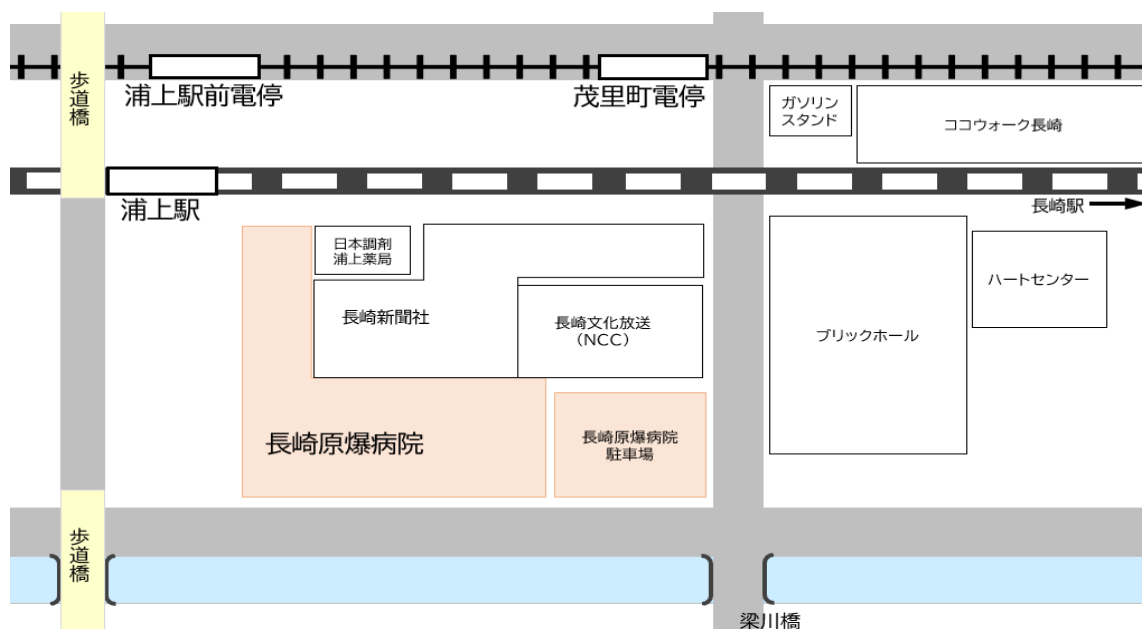 歩道橋
浦上駅前電停
茂里町電停
ガソリン
スタンド
ココウォーク長崎
浦上駅
長崎駅
日本調剤
浦上薬局
長崎新聞社
長崎文化放送
(NCC)
ブリックホール
ハートセンター
長崎原爆病院
長崎原爆病院
駐車場
歩道橋
梁川橋